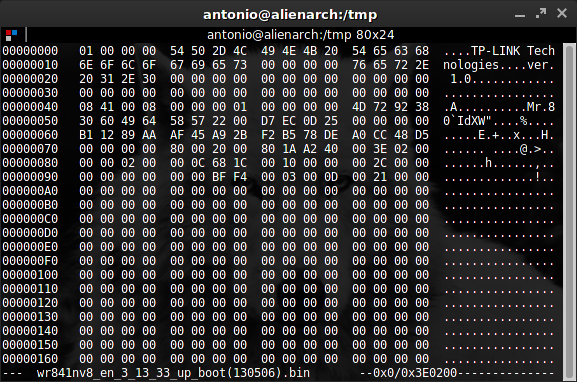 antonio@alienarch:/tmp
antonio@alienarch:/tmp 80x24
00000000 01 00 00 00 54 50 2D 4C 49 4E 4B 20 54 65 63 68 ....TP-LINK Tech
00000010 6E 6F 6C 6F 67 69 65 73 00 00 00 00 76 65 72 2E nologies....ver.
00000020 20 31 2E 30 00 00 00 00 00 00 00 00 00 00 00 00 1.0............
00000030 00 00 00 00 00 00 00 00 00 00 00 00 00 00 00 00 ................
00000040 08 41 00 08 00 00 00 01 00 00 00 00 4D 72 92 38 .A..........Mr.8
00000050 30 60 49 64 58 57 22 00 D7 EC 0D 25 00 00 00 00 0`IdXW"....%....
00000060 B1 12 89 AA AF 45 A9 2B F2 B5 78 DE A0 CC 48 D5 .....E.+..x...H.
00000070 00 00 00 00 80 00 20 00 80 1A A2 40 00 3E 02 00 ...... ....@.>..
00000080 00 00 02 00 00 0C 68 1C 00 10 00 00 00 2C 00 00 ......h......,..
00000090 00 00 00 00 00 00 BF F4 00 03 00 0D 00 21 00 00 .............!..
000000A0 00 00 00 00 00 00 00 00 00 00 00 00 00 00 00 00 ................
000000B0 00 00 00 00 00 00 00 00 00 00 00 00 00 00 00 00 ................
000000C0 00 00 00 00 00 00 00 00 00 00 00 00 00 00 00 00 ................
000000D0 00 00 00 00 00 00 00 00 00 00 00 00 00 00 00 00 ................
000000E0 00 00 00 00 00 00 00 00 00 00 00 00 00 00 00 00 ................
000000F0 00 00 00 00 00 00 00 00 00 00 00 00 00 00 00 00 ................
00000100 00 00 00 00 00 00 00 00 00 00 00 00 00 00 00 00 ................
00000110 00 00 00 00 00 00 00 00 00 00 00 00 00 00 00 00 ................
00000120 00 00 00 00 00 00 00 00 00 00 00 00 00 00 00 00 ................
00000130 00 00 00 00 00 00 00 00 00 00 00 00 00 00 00 00 ................
00000140 00 00 00 00 00 00 00 00 00 00 00 00 00 00 00 00 ................
00000150 00 00 00 00 00 00 00 00 00 00 00 00 00 00 00 00 ................
00000160 00 00 00 00 00 00 00 00 00 00 00 00 00 00 00 00 ................
--- wr841nv8_en_3_13_33_up_boot(130506).bin --0x0/0x3E0200--------------